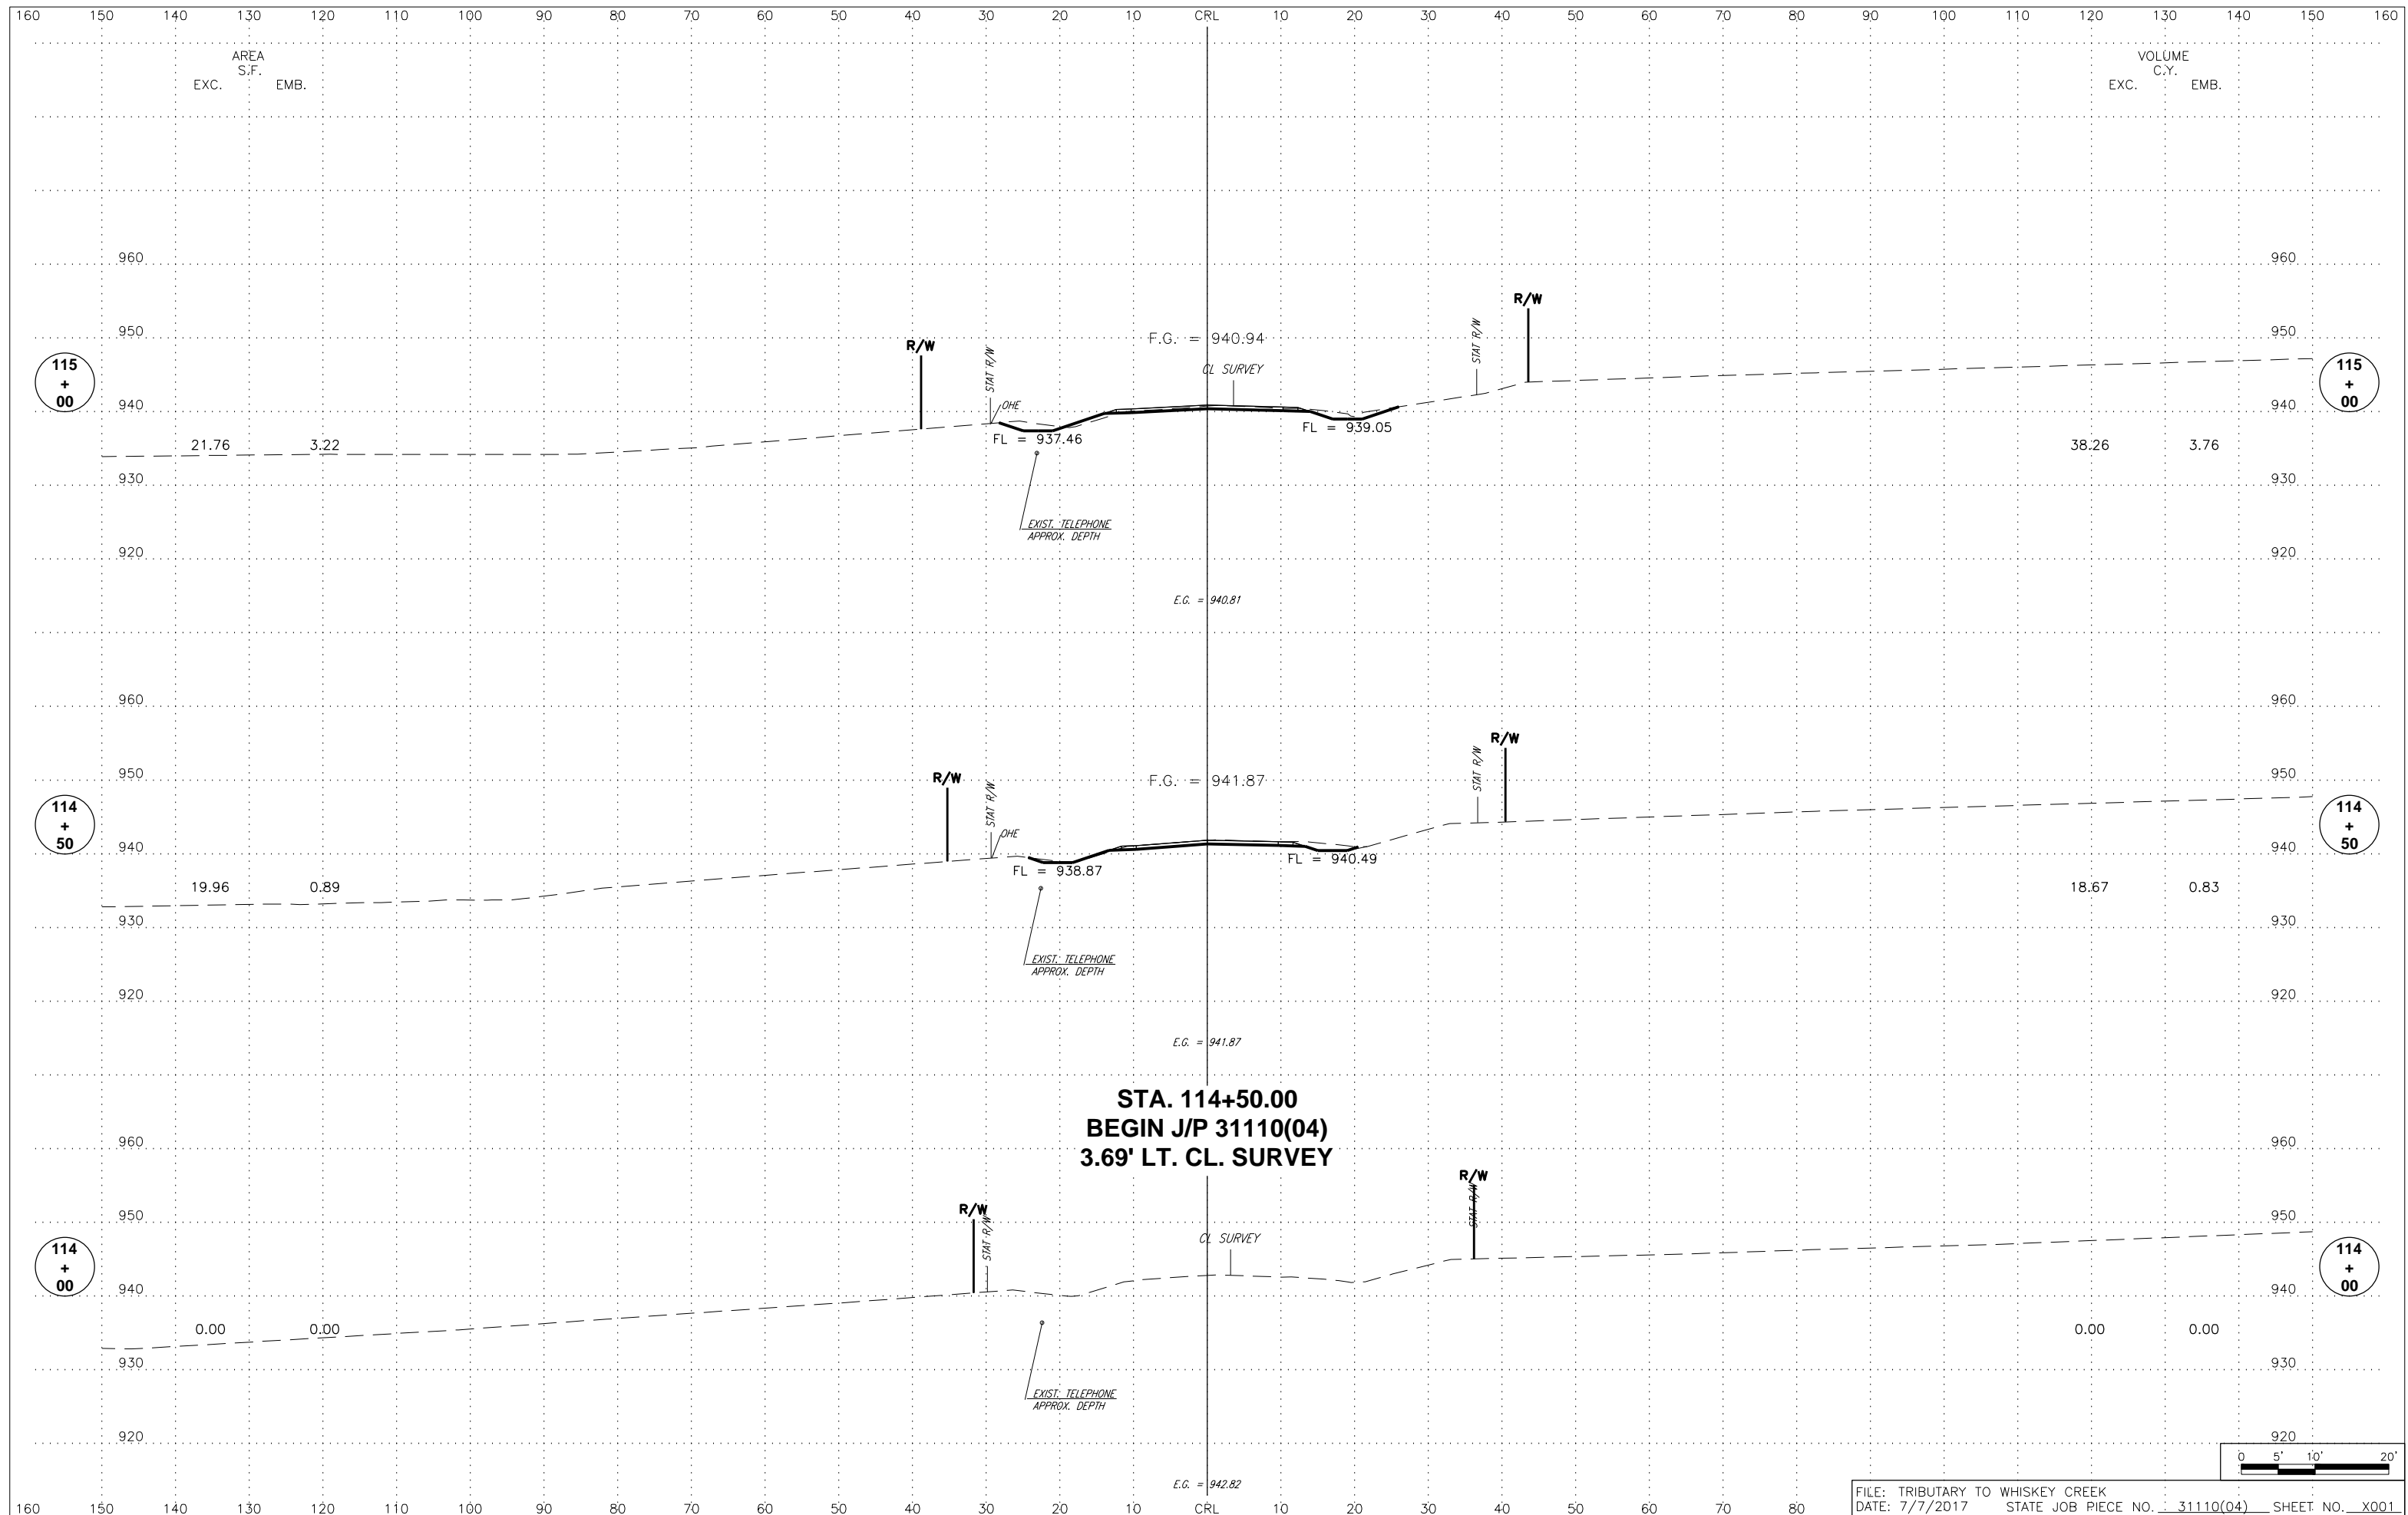 160 150 140 130 120 110 100 90 80 70 60 50 40 30 20 10 CRL 10 20 30 40 50 60 70 80 90 100 110 120 130 140 150 160
AREA
S.F.
EXC. EMB.
VOLUME
C.Y.
EXC. EMB.
960 960
R/W
950 F.G. = 940.94 950
R/W STAT R/W STAT R/W
CL SURVEY
115
+
00
115
+
00
OHE
940 940
FL = 939.05
FL = 937.46
21.76 3.22 38.26 3.76
930 930
EXIST. TELEPHONE
APPROX. DEPTH
920 920
E.G. = 940.81
960 960
R/W
950 F.G. = 941.87 950
R/W STAT R/W STAT R/W
114
+
50
114
+
50
OHE
940 940
FL = 940.49
FL = 938.87
19.96 0.89 18.67 0.83
930 930
EXIST. TELEPHONE
APPROX. DEPTH
920 920
E.G. = 941.87
STA. 114+50.00
BEGIN J/P 31110(04)
3.69' LT. CL. SURVEY
960 960
R/W
STAT R/W
R/W
950 950
STAT R/W
CL SURVEY
114
+
00
114
+
00
940 940
0.00 0.00 0.00 0.00
930 930
EXIST. TELEPHONE
APPROX. DEPTH
920 920
0 5' 10' 20'
E.G. = 942.82
160 150 140 130 120 110 100 90 80 70 60 50 40 30 20 10 CRL 10 20 30 40 50 60 70 80
FILE: TRIBUTARY TO WHISKEY CREEK
DATE: 7/7/2017 STATE JOB PIECE NO. 31110(04) SHEET NO. X001